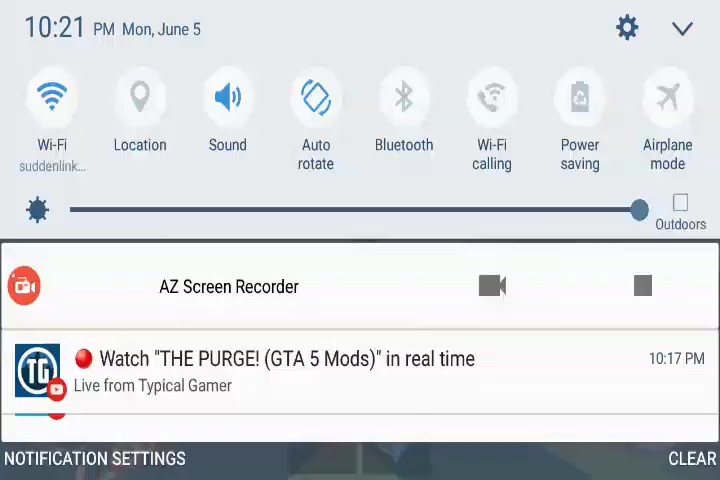 10:21 PM Mon, June 5
Wi-Fi
suddenlink...
Location
Sound
Auto
rotate
Bluetooth
Wi-Fi
calling
Power
saving
Airplane
mode
Outdoors
AZ Screen Recorder
TG
Watch "THE PURGE! (GTA 5 Mods)" in real time
10:17 PM
Live from Typical Gamer
NOTIFICATION SETTINGS
CLEAR